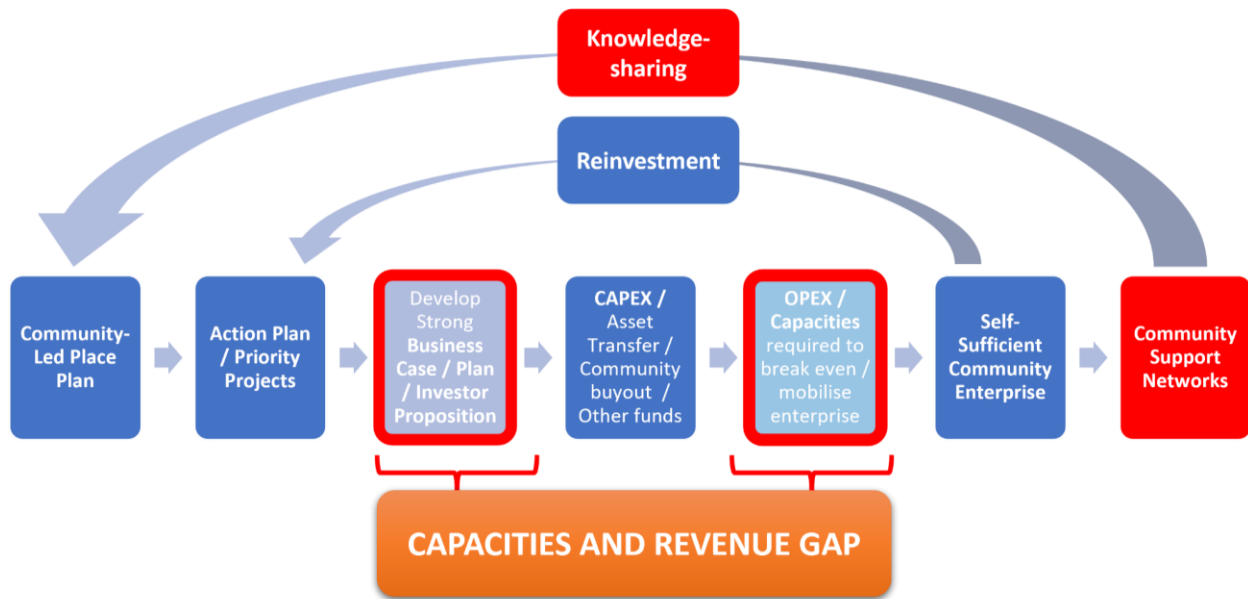 Knowledge-
sharing
Reinvestment
Community-
Led Place
Plan
Action Plan
/ Priority
Projects
Develop
Strong
Business
Case / Plan
/ Investor
Proposition
CAPEX /
Asset
Transfer /
Community
buyout /
Other funds
OPEX /
Capacities
required to
break even /
mobilise
enterprise
Self-
Sufficient
Community
Enterprise
Community
Support
Networks
CAPACITIES AND REVENUE GAP